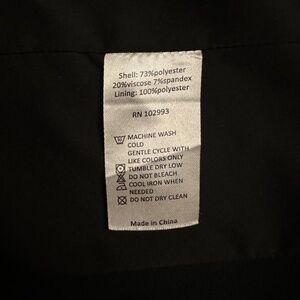 Shell: 73%polyester
20%viscose 7%spandex
Lining: 100%polyester
RN 102993
MACHINE WASH
COLD
GENTLE CYCLE WITH
LIKE COLORS ONLY
TUMBLE DRY LOW
DO NOT BLEACH
COOL IRON WHEN
NEEDED
DO NOT DRY CLEAN
Made in China